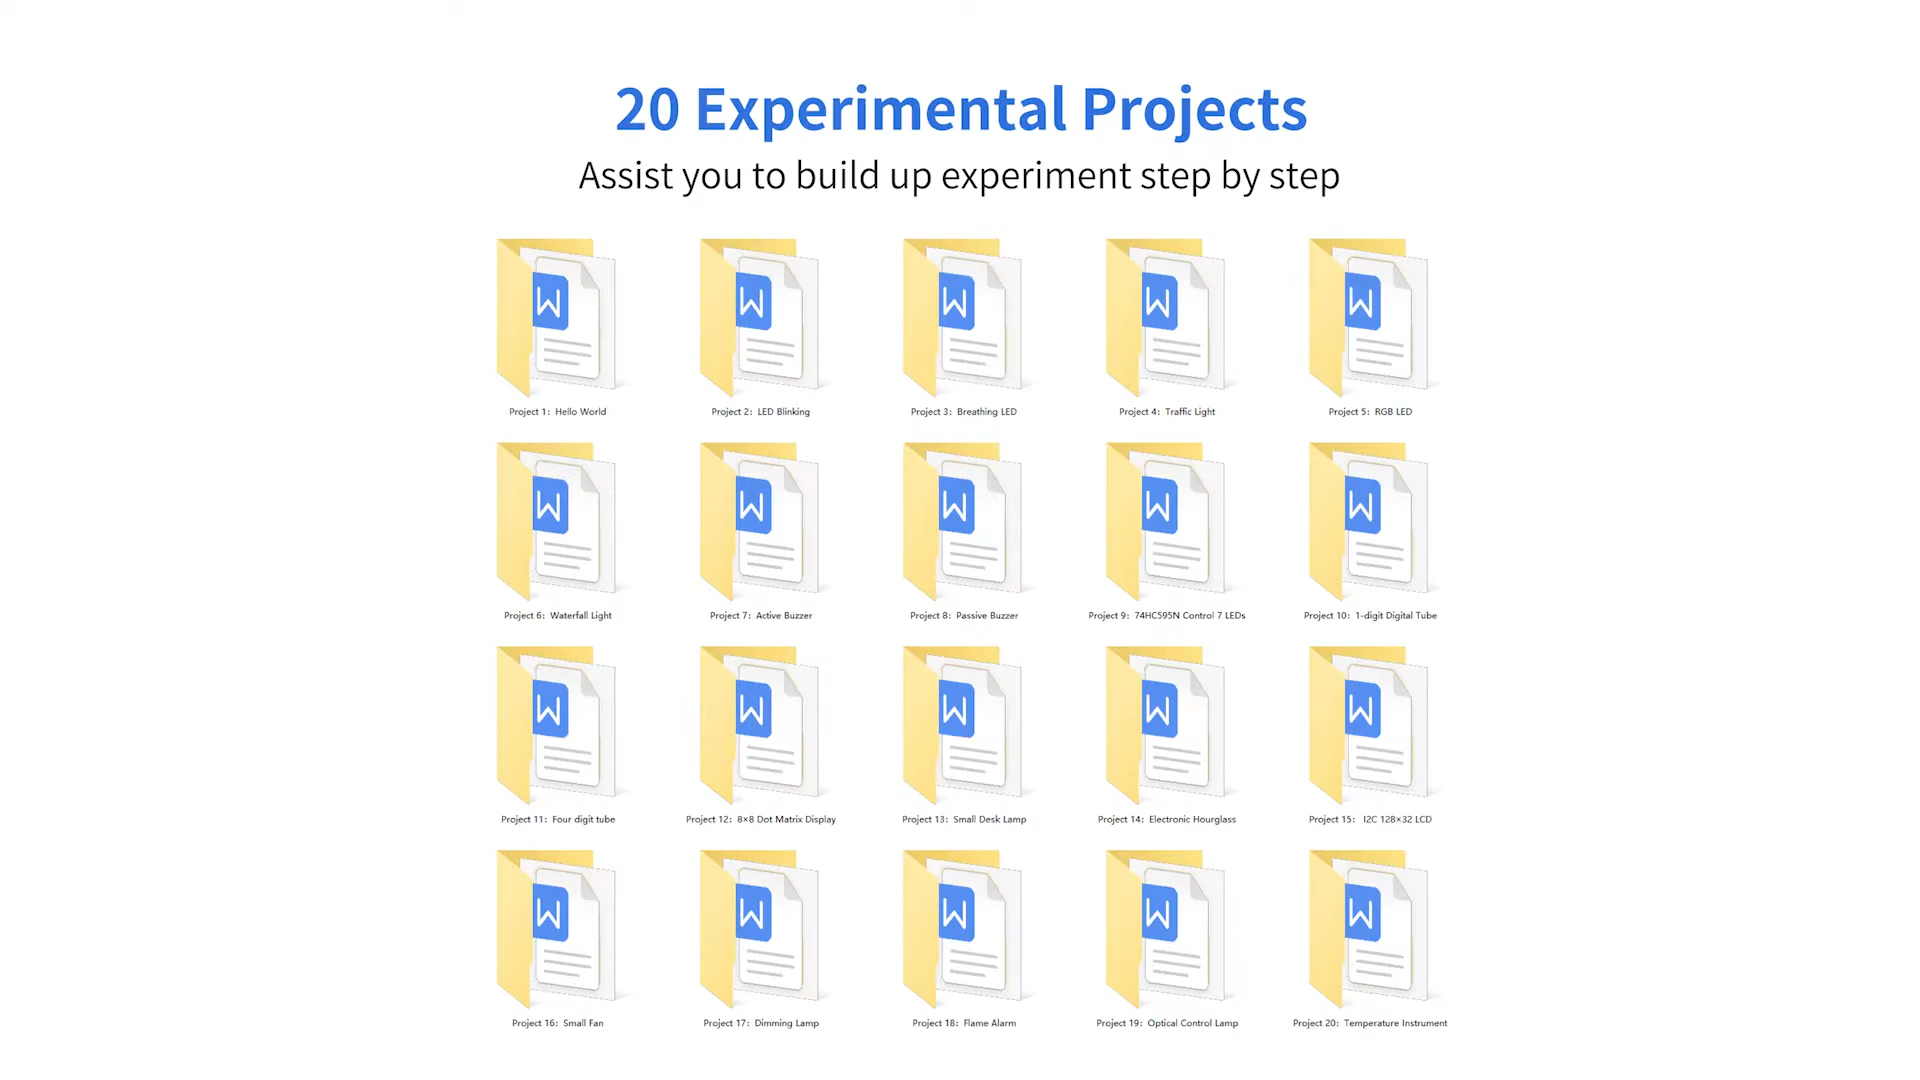 20 Experimental Projects
Assist you to build up experiment step by step
W W W W W
Project 1: Hello World
Project 2: LED Blinking
Project 3: Breathing LED
Project 4: Traffic Light
Project 5: RGB LED
W W W W W
Project 6: Waterfall Light
Project 7: Active Buzzer
Project 8: Passive Buzzer
Project 9: 74HC595N Control 7 LEDs
Project 10: 1-digit Digital Tube
W W W W W
Project 11: Four digit tube
Project 12: 8×8 Dot Matrix Display
Project 13: Small Desk Lamp
Project 14: Electronic Hourglass
Project 15: I2C 128×32 LCD
W W W W W
Project 16: Small Fan
Project 17: Dimming Lamp
Project 18: Flame Alarm
Project 19: Optical Control Lamp
Project 20: Temperature Instrument